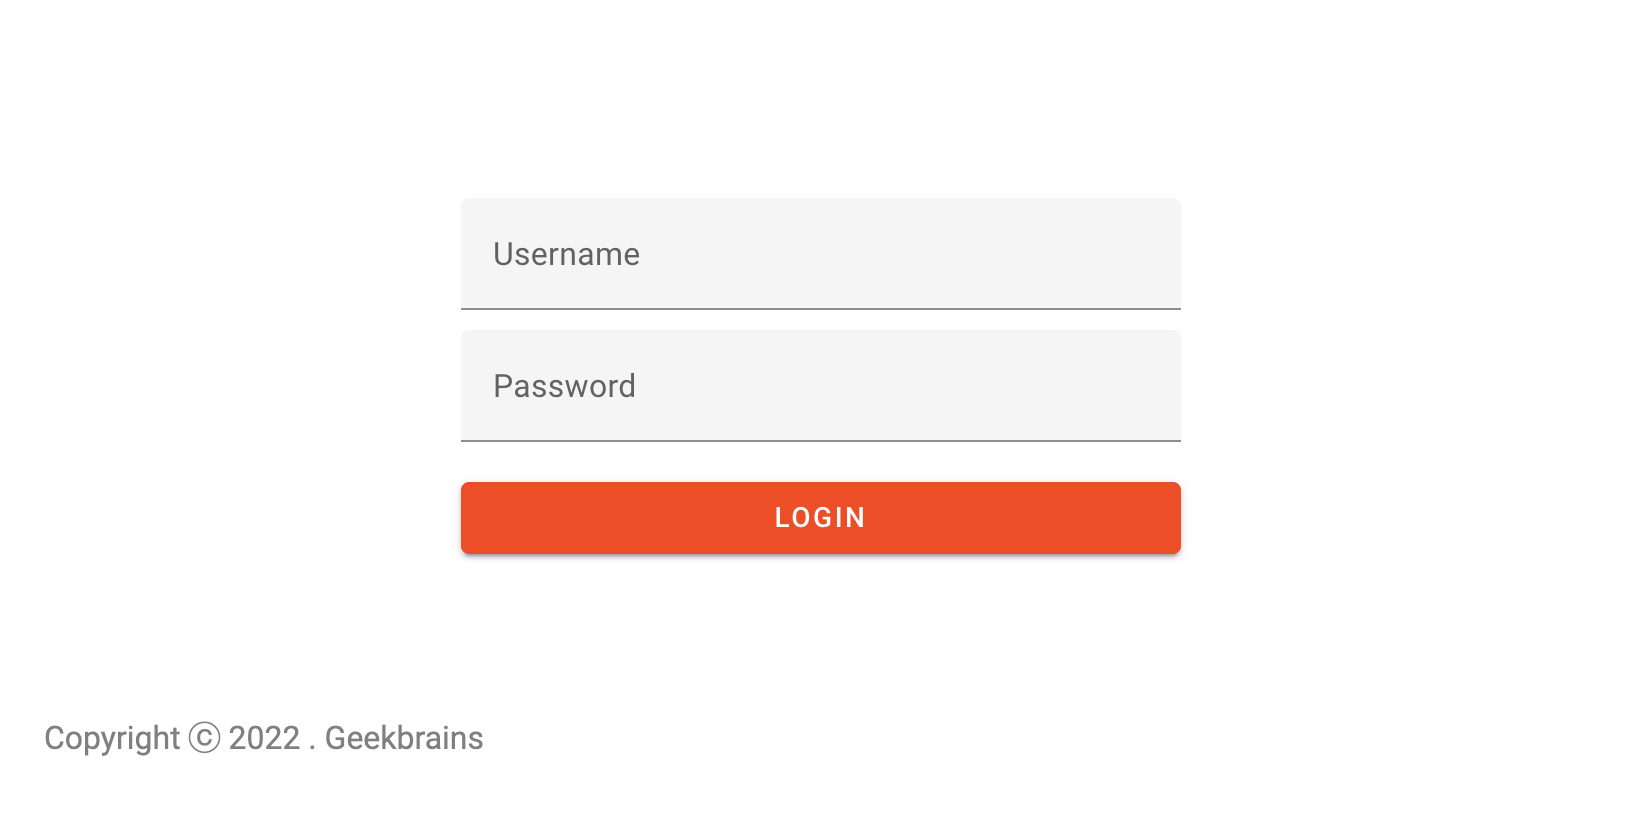 Username
Password
LOGIN
Copyright ⓒ 2022 . Geekbrains